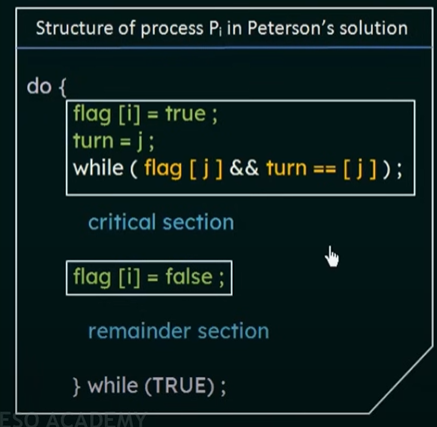 Structure of process Pᵢ in Peterson's solution
do {
flag [i] = true ;
turn = j ;
while ( flag [ j ] && turn == [ j ] ) ;
critical section
flag [i] = false ;
remainder section
} while (TRUE) ;
ESO ACADEMY